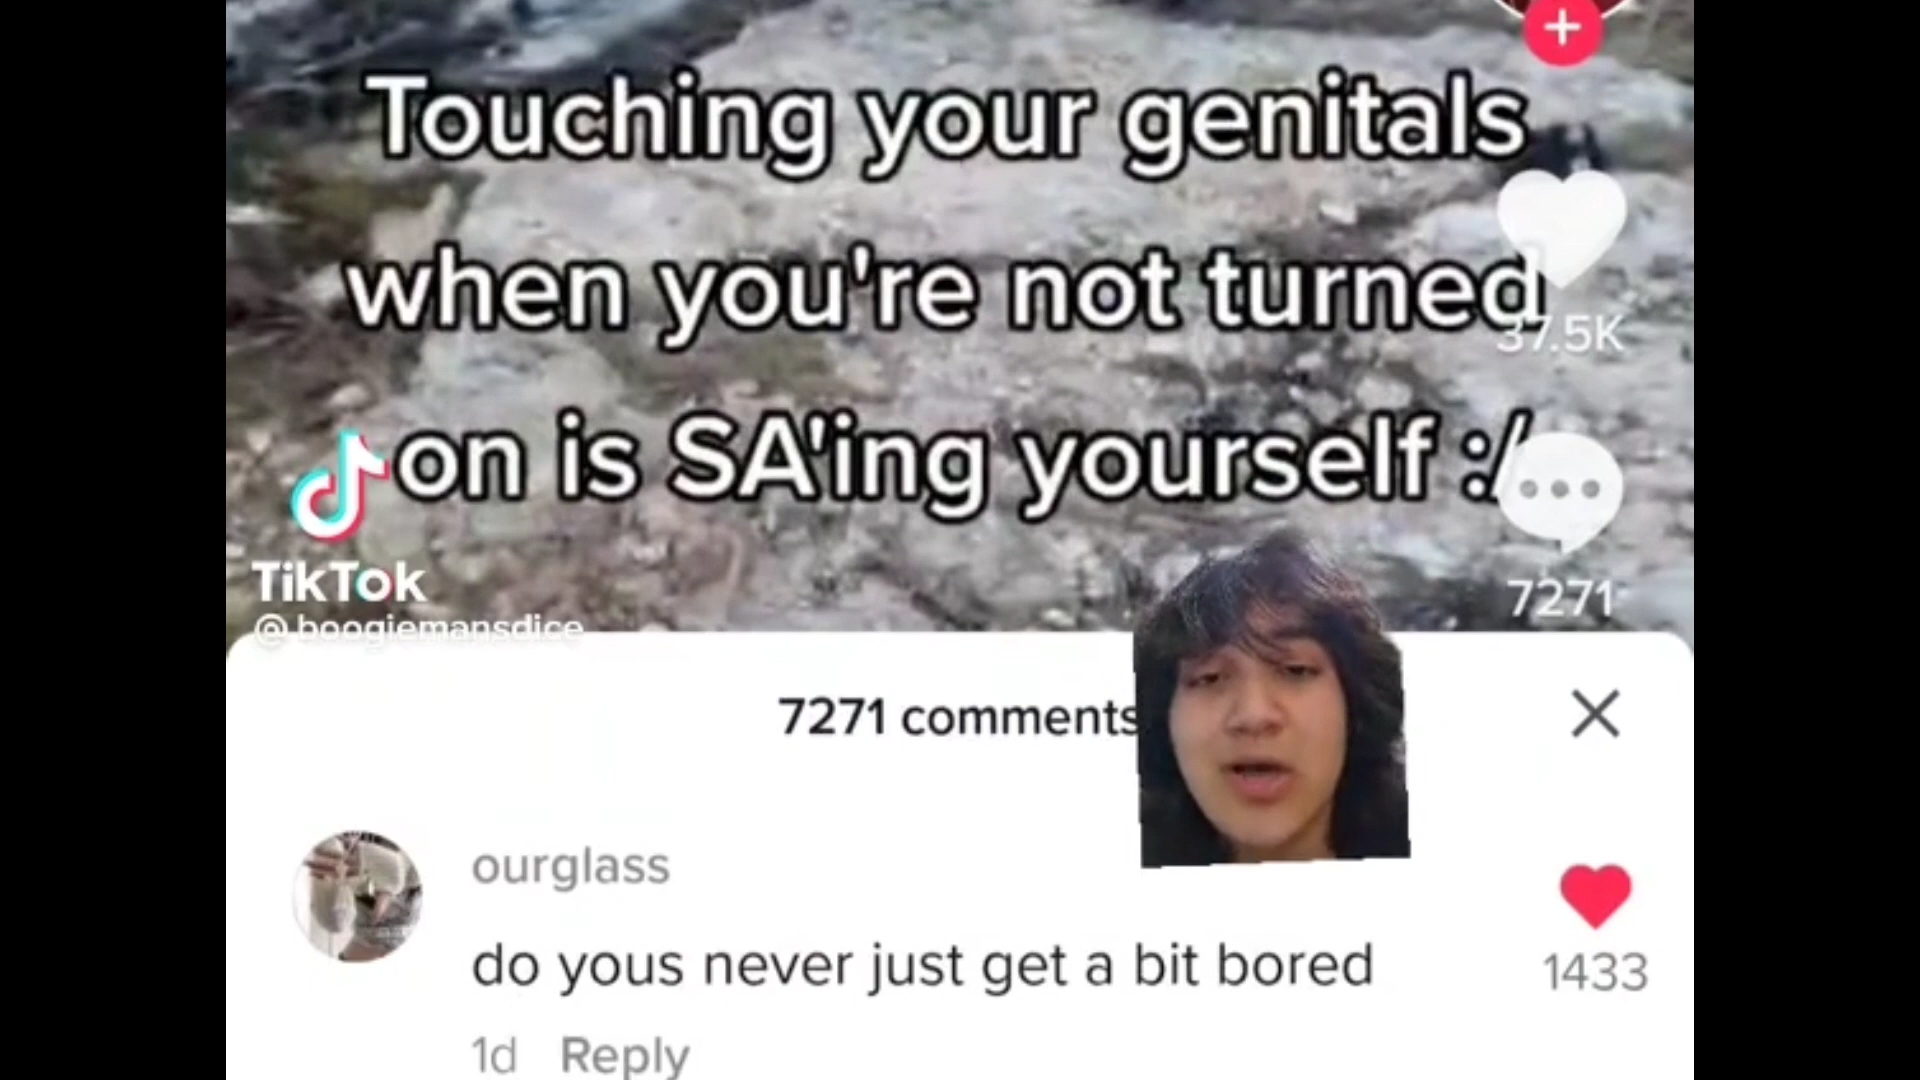 Touching your genitals
when you're not turned
37.5K
on is SA'ing yourself :/
TikTok
7271
@boogiemansdice
7271 comments
ourglass
do yous never just get a bit bored
1433
1d Reply